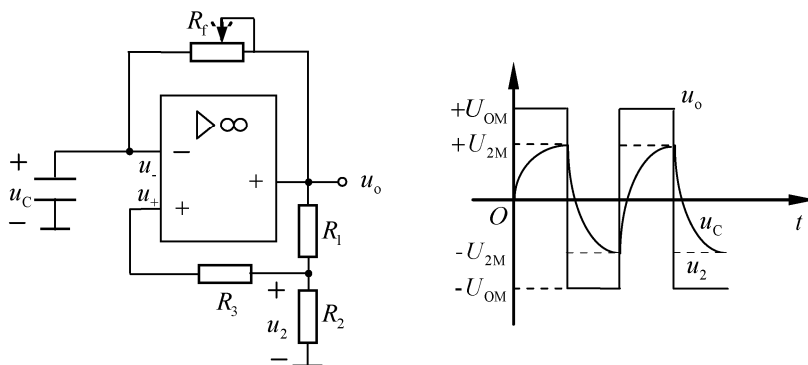 R_f
▷ ∞
u_-
−
+
u_C
−
u_+
+
+
u_o
R_1
R_3
+
u_2
−
R_2
+U_OM
+U_2M
O
-U_2M
-U_OM
u_o
u_C
u_2
t